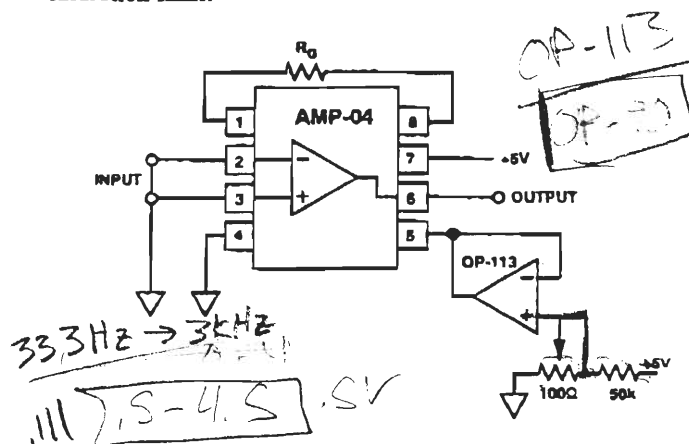 R_G
OP-113
1
AMP-04
8
2
7
+5V
INPUT
3
6
OUTPUT
4
5
OP-113
33.3Hz → 3kHz
+5V
100Ω
50k
.111
.5-4.5
.5V